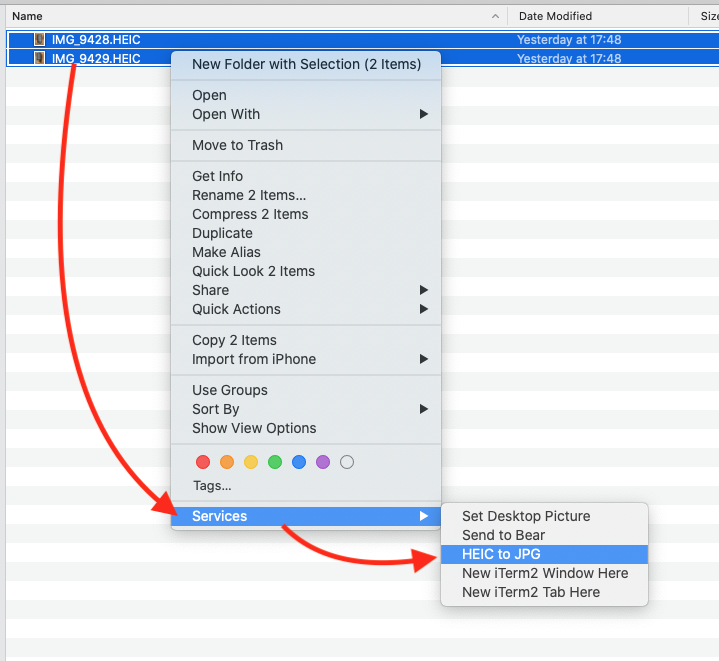 Name Date Modified Size
IMG_9428.HEIC Yesterday at 17:48
IMG_9429.HEIC Yesterday at 17:48
New Folder with Selection (2 Items)
Open
Open With
Move to Trash
Get Info
Rename 2 Items...
Compress 2 Items
Duplicate
Make Alias
Quick Look 2 Items
Share
Quick Actions
Copy 2 Items
Import from iPhone
Use Groups
Sort By
Show View Options
Tags...
Services
Set Desktop Picture
Send to Bear
HEIC to JPG
New iTerm2 Window Here
New iTerm2 Tab Here